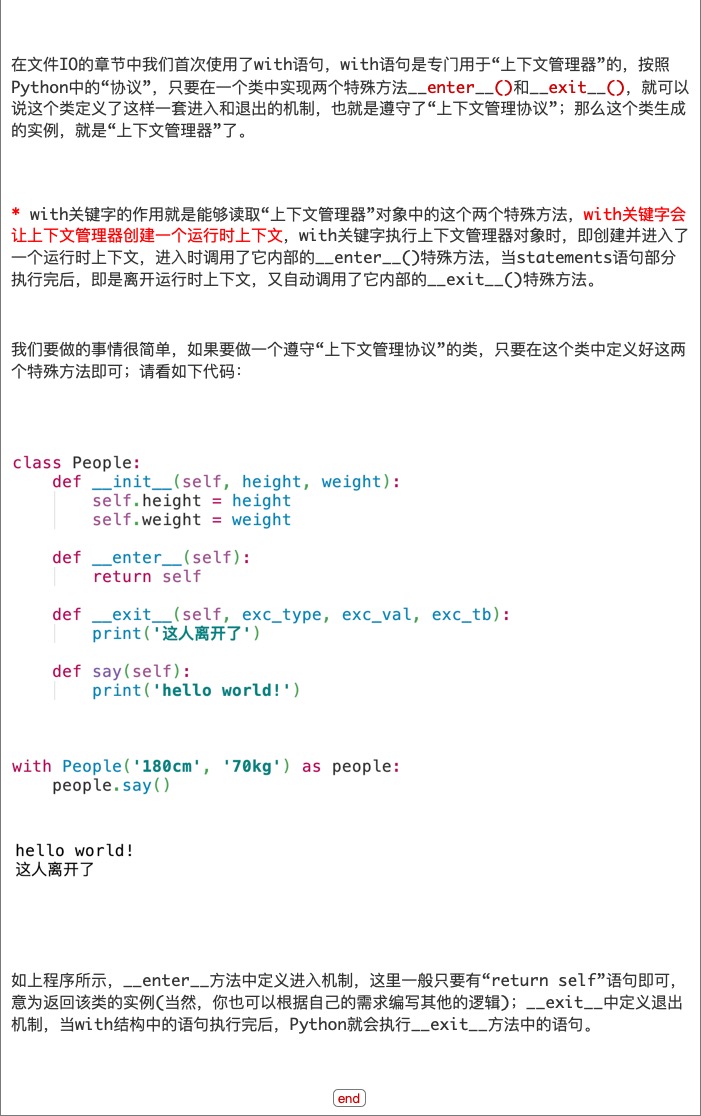 在文件IO的章节中我们首次使用了with语句，with语句是专门用于“上下文管理器”的，按照
Python中的“协议”，只要在一个类中实现两个特殊方法__enter__()和__exit__()，就可以
说这个类定义了这样一套进入和退出的机制，也就是遵守了“上下文管理协议”；那么这个类生成
的实例，就是“上下文管理器”了。
* with关键字的作用就是能够读取“上下文管理器”对象中的这个两个特殊方法，with关键字会
让上下文管理器创建一个运行时上下文，with关键字执行上下文管理器对象时，即创建并进入了
一个运行时上下文，进入时调用了它内部的__enter__()特殊方法，当statements语句部分
执行完后，即是离开运行时上下文，又自动调用了它内部的__exit__()特殊方法。
我们要做的事情很简单，如果要做一个遵守“上下文管理协议”的类，只要在这个类中定义好这两
个特殊方法即可；请看如下代码：
class People:
    def __init__(self, height, weight):
        self.height = height
        self.weight = weight
    def __enter__(self):
        return self
    def __exit__(self, exc_type, exc_val, exc_tb):
        print('这人离开了')
    def say(self):
        print('hello world!')
with People('180cm', '70kg') as people:
    people.say()
hello world!
这人离开了
如上程序所示，__enter__方法中定义进入机制，这里一般只要有“return self”语句即可，
意为返回该类的实例(当然，你也可以根据自己的需求编写其他的逻辑)；__exit__中定义退出
机制，当with结构中的语句执行完后，Python就会执行__exit__方法中的语句。
end